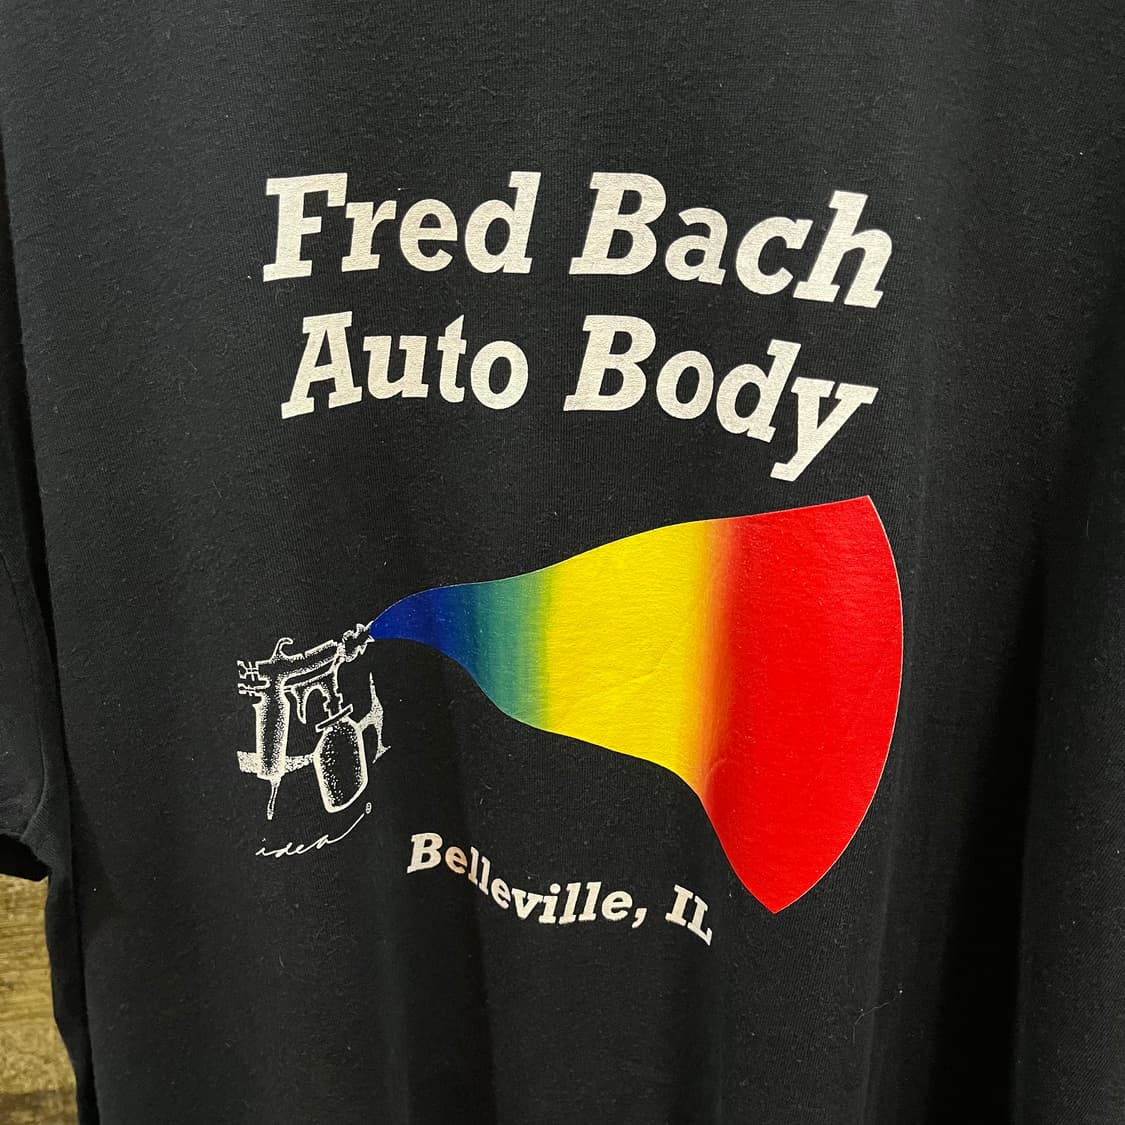 Fred Bach
Auto Body
idea
Belleville, IL